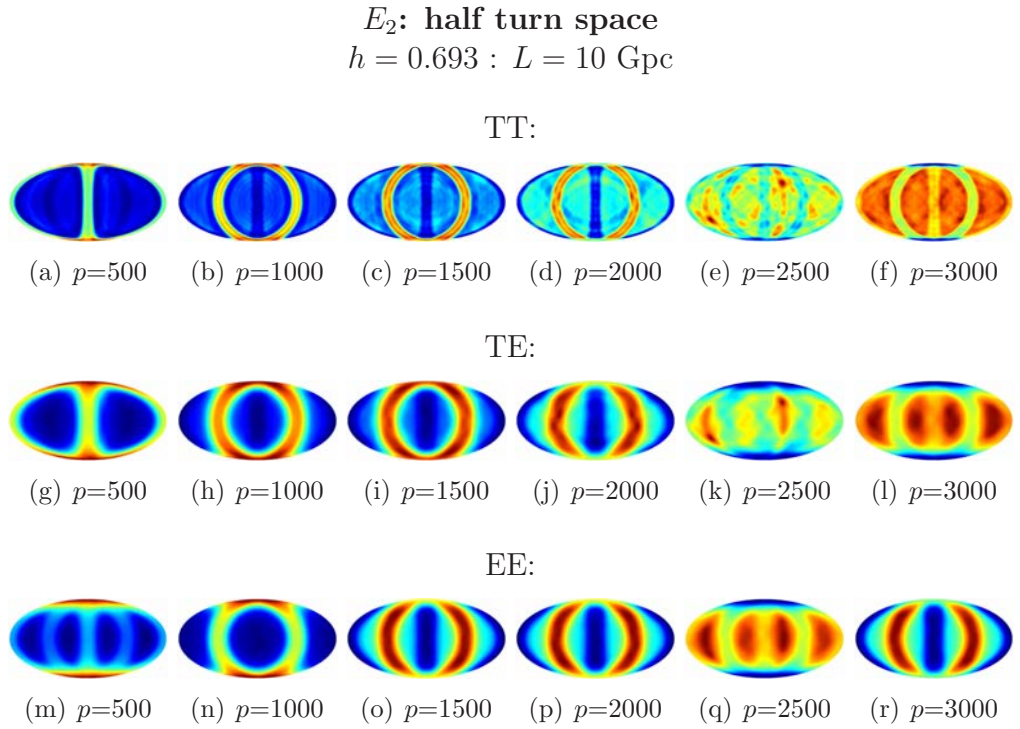 E₂: half turn space
h = 0.693 : L = 10 Gpc
TT:
(a) p=500 (b) p=1000 (c) p=1500 (d) p=2000 (e) p=2500 (f) p=3000
TE:
(g) p=500 (h) p=1000 (i) p=1500 (j) p=2000 (k) p=2500 (l) p=3000
EE:
(m) p=500 (n) p=1000 (o) p=1500 (p) p=2000 (q) p=2500 (r) p=3000